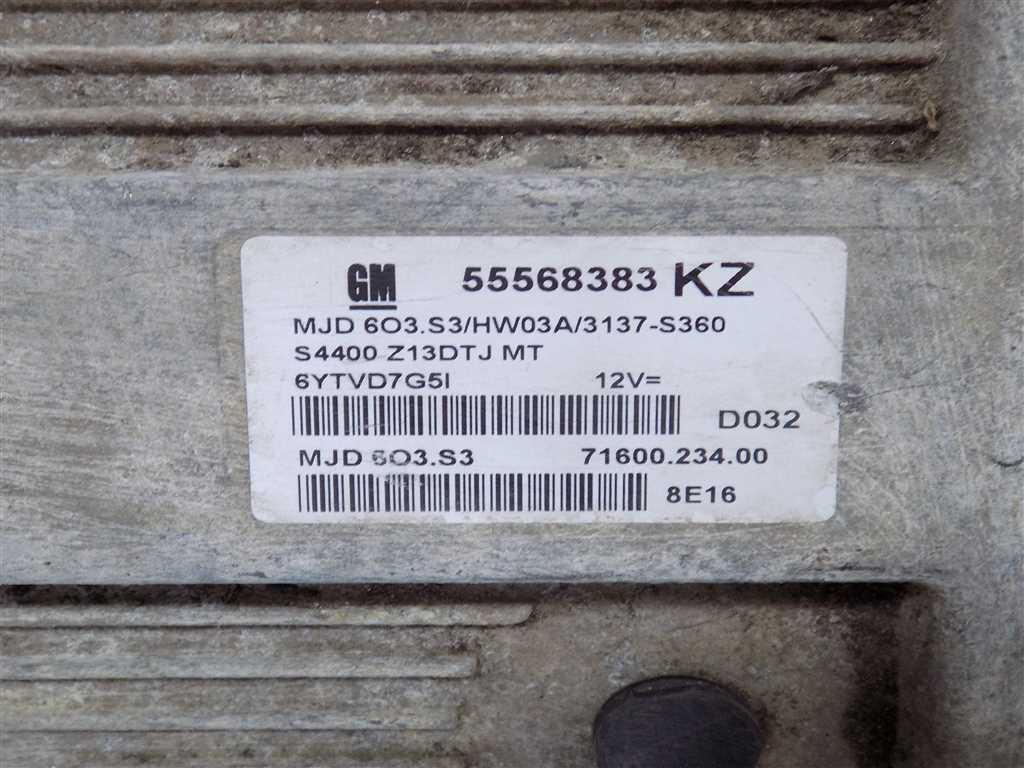 GM 55568383 KZ
MJD 6O3.S3/HW03A/3137-S360
S4400 Z13DTJ MT
6YTVD7G5I 12V=
D032
MJD 6O3.S3 71600.234.00
8E16